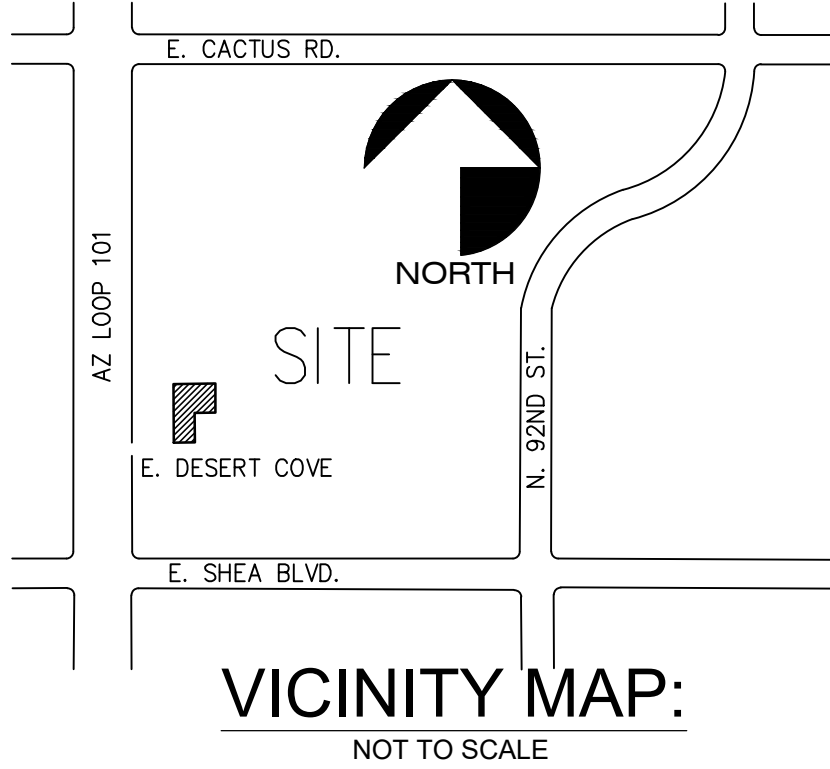 E. CACTUS RD.
NORTH
AZ LOOP 101
SITE
N. 92ND ST.
E. DESERT COVE
E. SHEA BLVD.
VICINITY MAP:
NOT TO SCALE